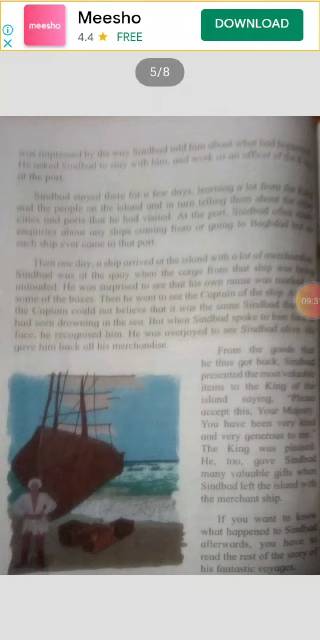 meesho
Meesho
4.4 ★ FREE
DOWNLOAD
5/8
was impressed by the way Sindbad told him about what had happened.
He asked Sindbad to stay with him, and work as an officer of the
at the port.
Sindbad stayed there for a few days, learning a lot from the King
and the people on the island and in turn telling them about the
cities and ports that he had visited. At the port, Sindbad often made
enquiries about any ships coming from or going to Baghdad but no
such ship ever came to that port.
Then one day, a ship arrived at the island with a lot of merchandise.
Sindbad was at the quay when the cargo from that ship was being
unloaded. He was surprised to see that his own name was marked
some of the boxes. Then he went to see the Captain of the ship.
the Captain could not believe that it was the same Sindbad
had seen drowning in the sea. But when Sindbad spoke to him
face, he recognised him. He was overjoyed to see Sindbad alive
gave him back all his merchandise.
09:3
From the goods that
he thus got back, Sindbad
presented the most valuable
items to the King of the
island saying, "Please
accept this, Your Majesty.
You have been very kind
and very generous to me".
The King was pleased.
He, too, gave Sindbad
many valuable gifts when
Sindbad left the island with
the merchant ship.
If you want to know
what happened to Sindbad
afterwards, you have to
read the rest of the story of
his fantastic voyages.